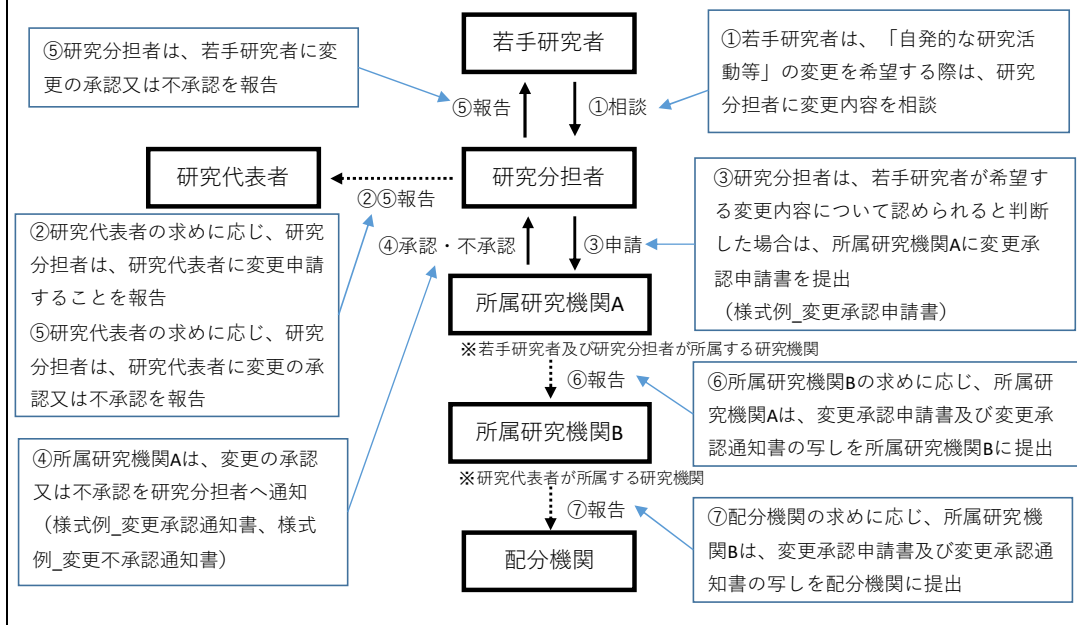 ⑤研究分担者は、若手研究者に変
更の承認又は不承認を報告
若手研究者
①若手研究者は、「自発的な研究活
動等」の変更を希望する際は、研究
分担者に変更内容を相談
⑤報告
①相談
研究代表者
研究分担者
②⑤報告
③研究分担者は、若手研究者が希望す
る変更内容について認められると判断
した場合は、所属研究機関Aに変更承
認申請書を提出
（様式例_変更承認申請書）
②研究代表者の求めに応じ、研究
分担者は、研究代表者に変更申請
することを報告
⑤研究代表者の求めに応じ、研究
分担者は、研究代表者に変更の承
認又は不承認を報告
④承認・不承認
③申請
所属研究機関A
※若手研究者及び研究分担者が所属する研究機関
⑥報告
⑥所属研究機関Bの求めに応じ、所属研
究機関Aは、変更承認申請書及び変更承
認通知書の写しを所属研究機関Bに提出
所属研究機関B
※研究代表者が所属する研究機関
④所属研究機関Aは、変更の承認
又は不承認を研究分担者へ通知
（様式例_変更承認通知書、様式
例_変更不承認通知書）
⑦報告
⑦配分機関の求めに応じ、所属研究機
関Bは、変更承認申請書及び変更承認通
知書の写しを配分機関に提出
配分機関